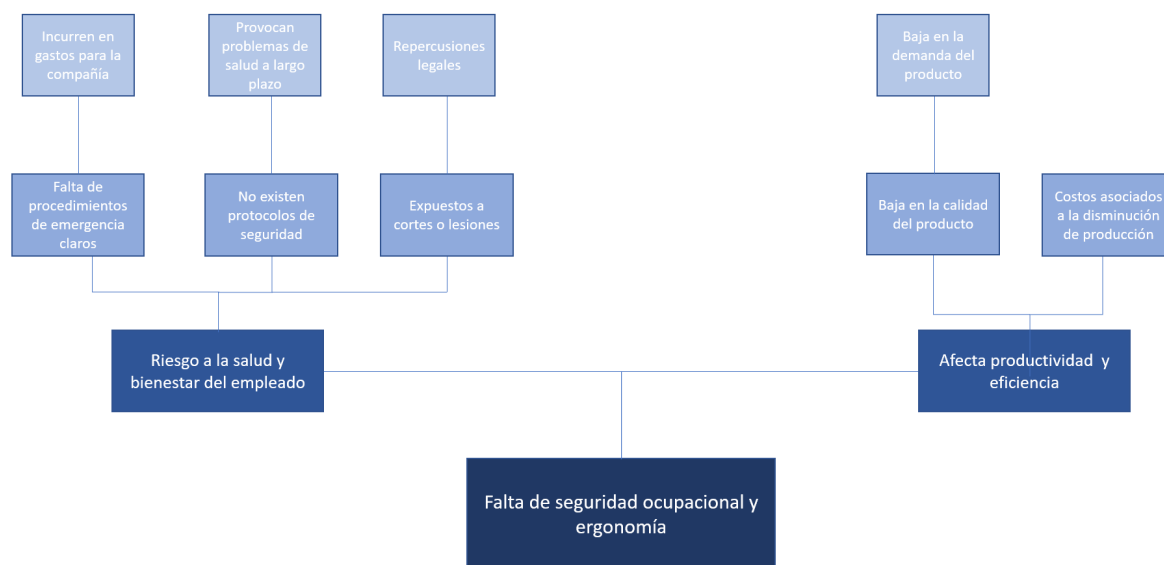 Incurren en
gastos para la
compañía
Provocan
problemas de
salud a largo
plazo
Repercusiones
legales
Baja en la
demanda del
producto
Falta de
procedimientos
de emergencia
claros
No existen
protocolos de
seguridad
Expuestos a
cortes o lesiones
Baja en la calidad
del producto
Costos asociados
a la disminución
de producción
Riesgo a la salud y
bienestar del empleado
Afecta productividad y
eficiencia
Falta de seguridad ocupacional y
ergonomía